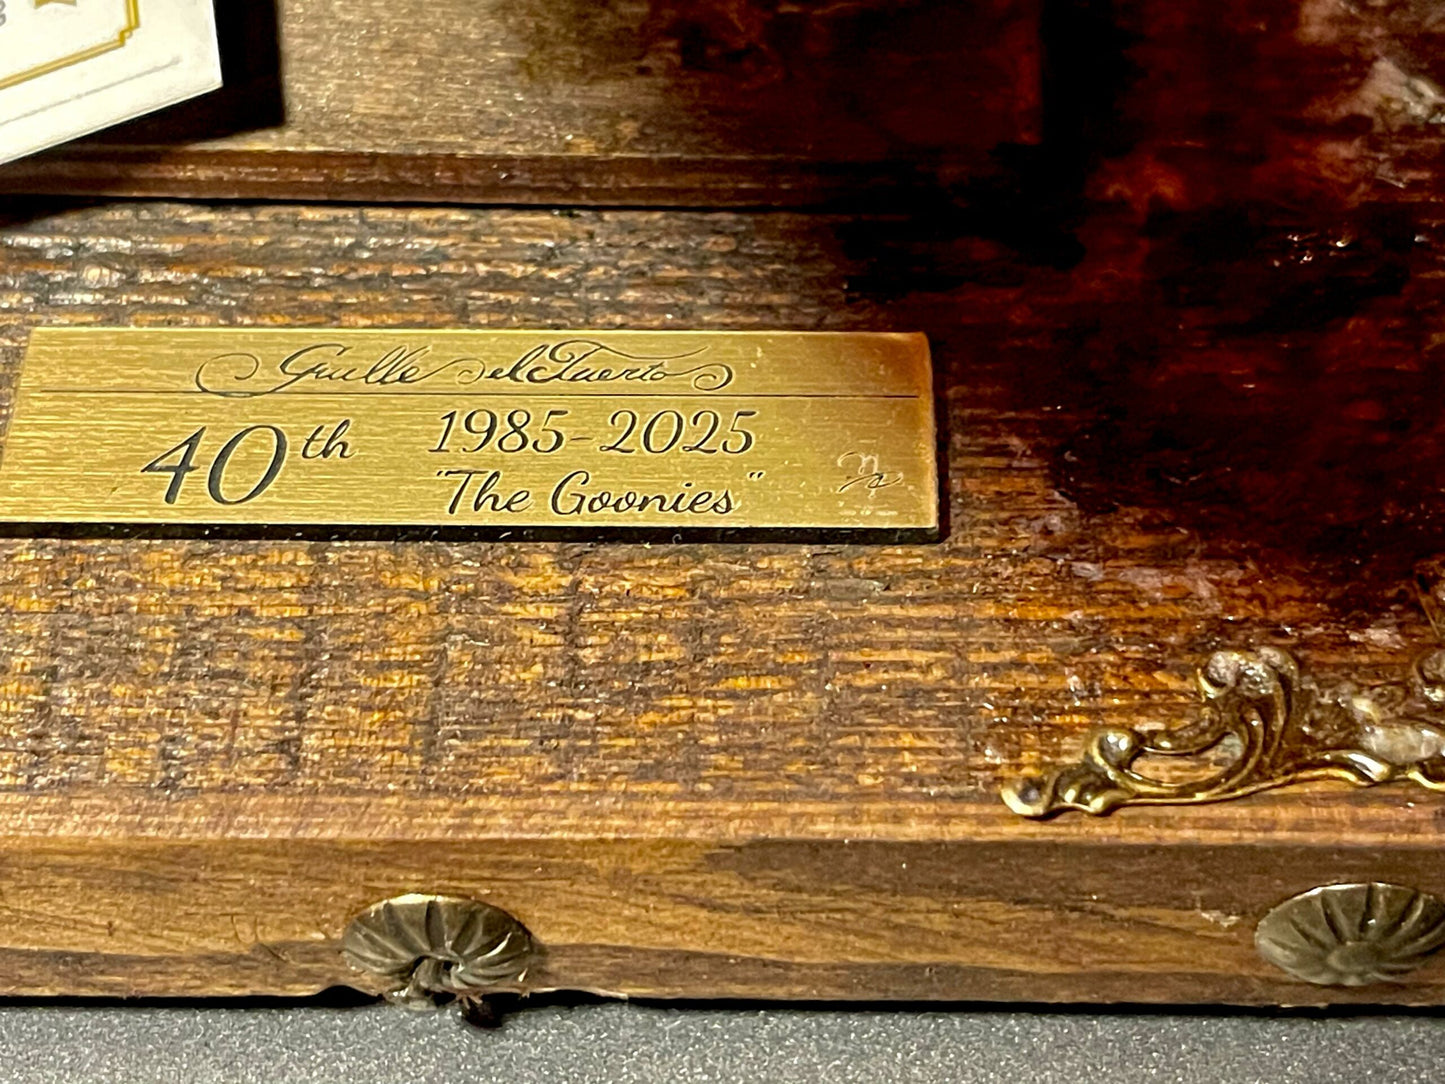 Guille el Tuerto
40th 1985-2025
"The Goonies"